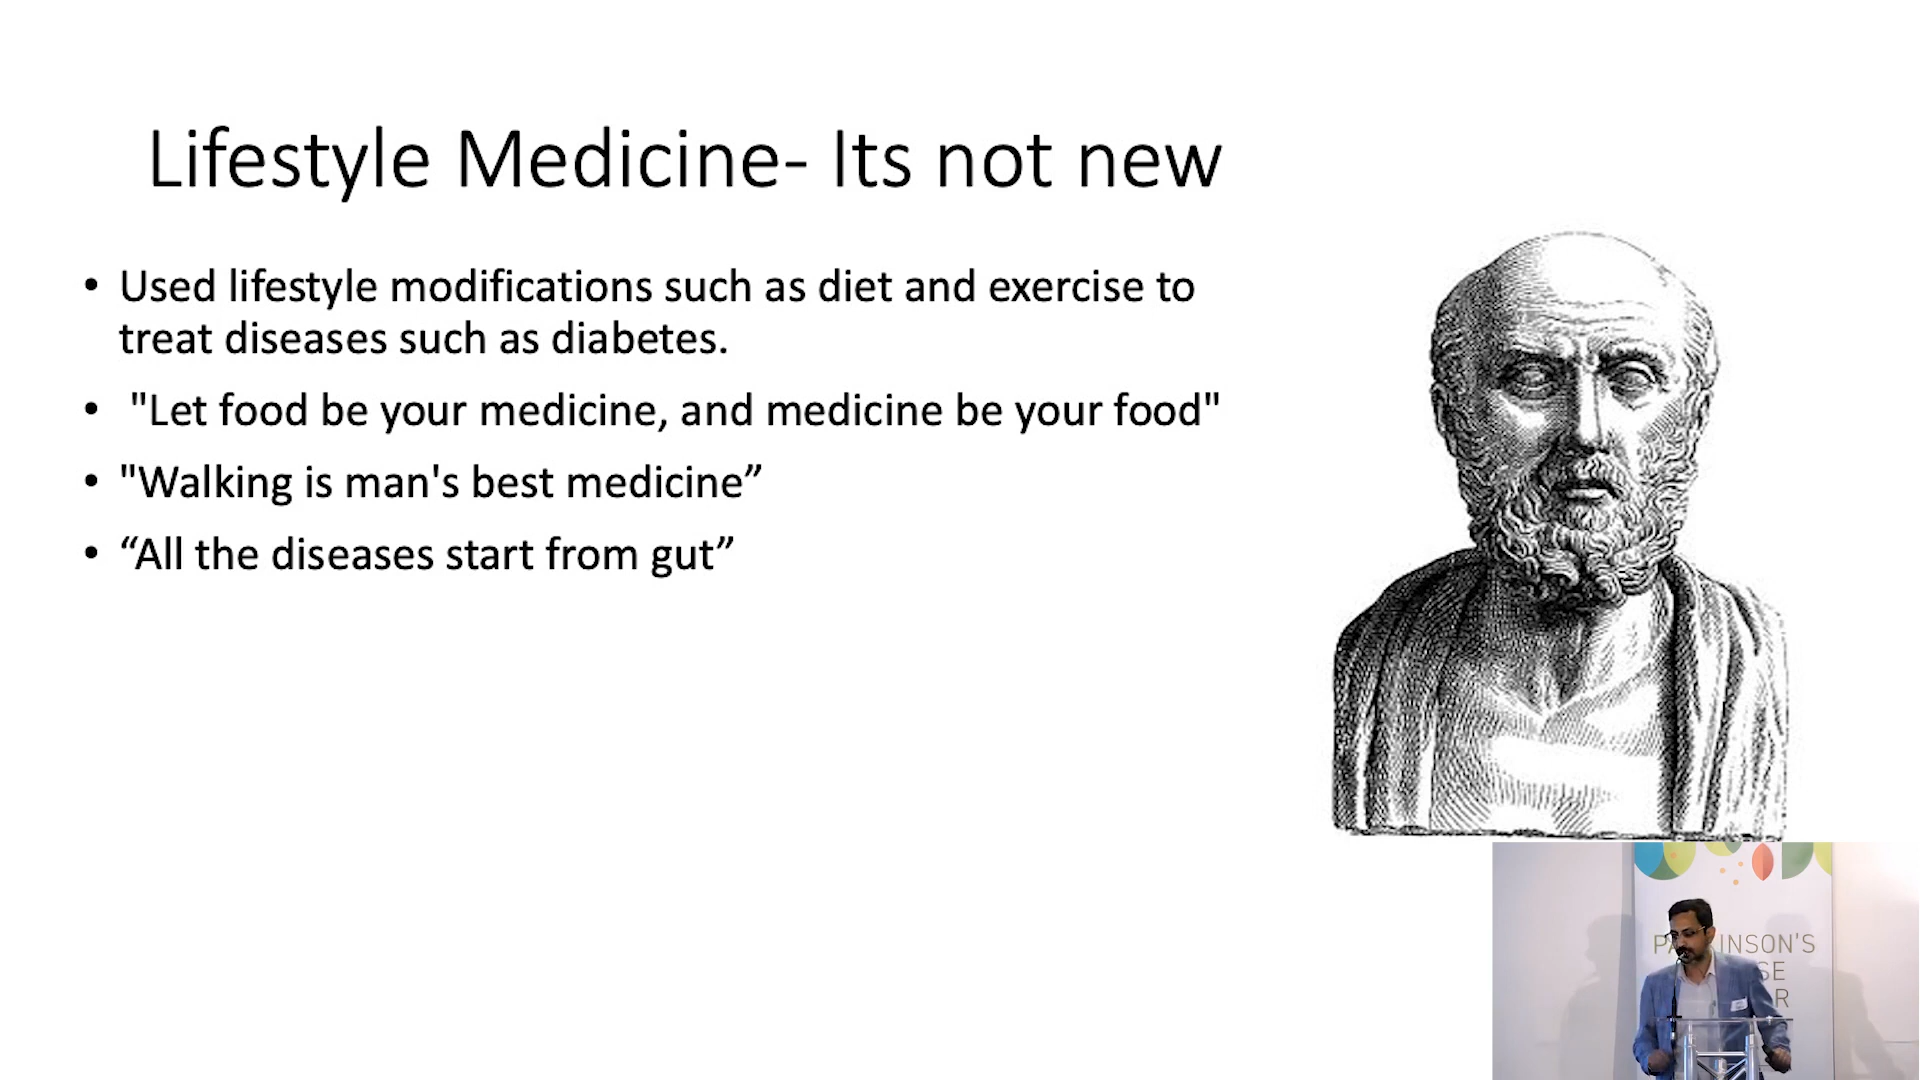 Lifestyle Medicine- Its not new
• Used lifestyle modifications such as diet and exercise to
treat diseases such as diabetes.
• "Let food be your medicine, and medicine be your food"
• "Walking is man's best medicine”
• “All the diseases start from gut”
INSON'S